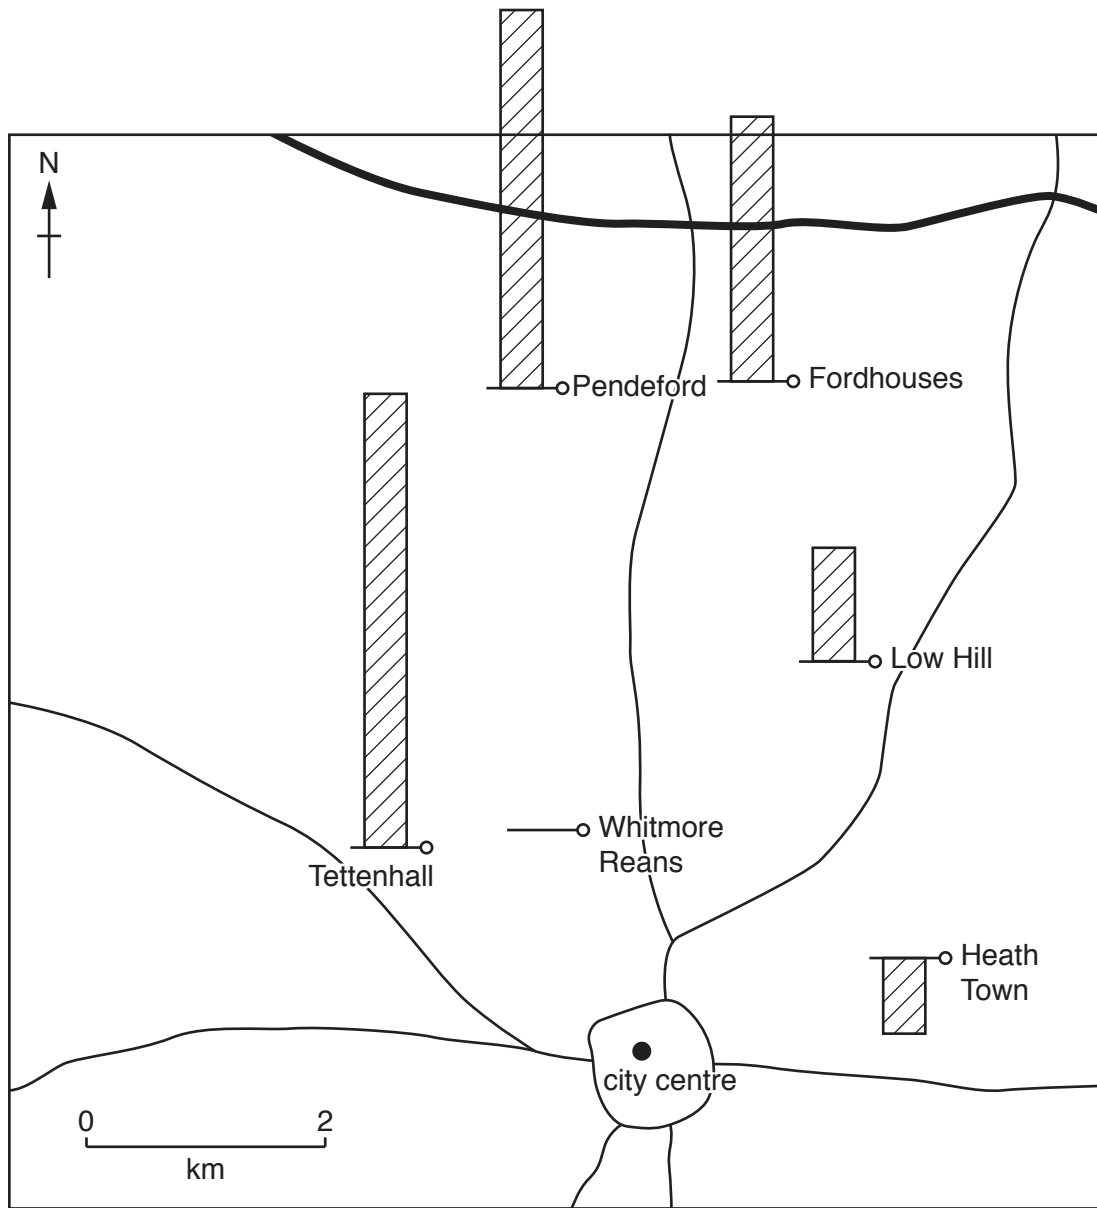 N
Pendeford
Fordhouses
Low Hill
Whitmore
Reans
Tettenhall
Heath
Town
city centre
0 2
km